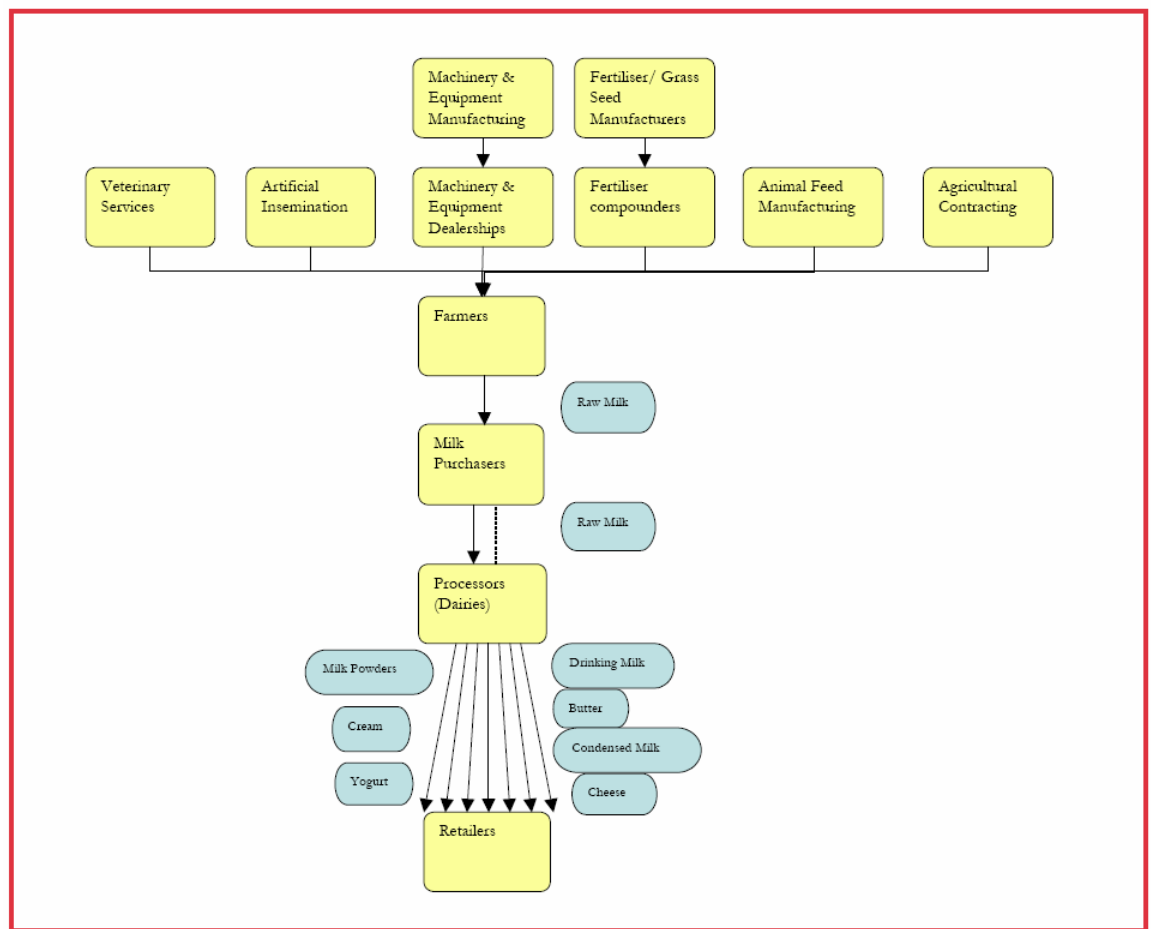 Machinery &
Equipment
Manufacturing
Fertiliser/ Grass
Seed
Manufacturers
Veterinary
Services
Artificial
Insemination
Machinery &
Equipment
Dealerships
Fertiliser
compounders
Animal Feed
Manufacturing
Agricultural
Contracting
Farmers
Raw Milk
Milk
Purchasers
Raw Milk
Processors
(Dairies)
Milk Powders
Cream
Yogurt
Drinking Milk
Butter
Condensed Milk
Cheese
Retailers